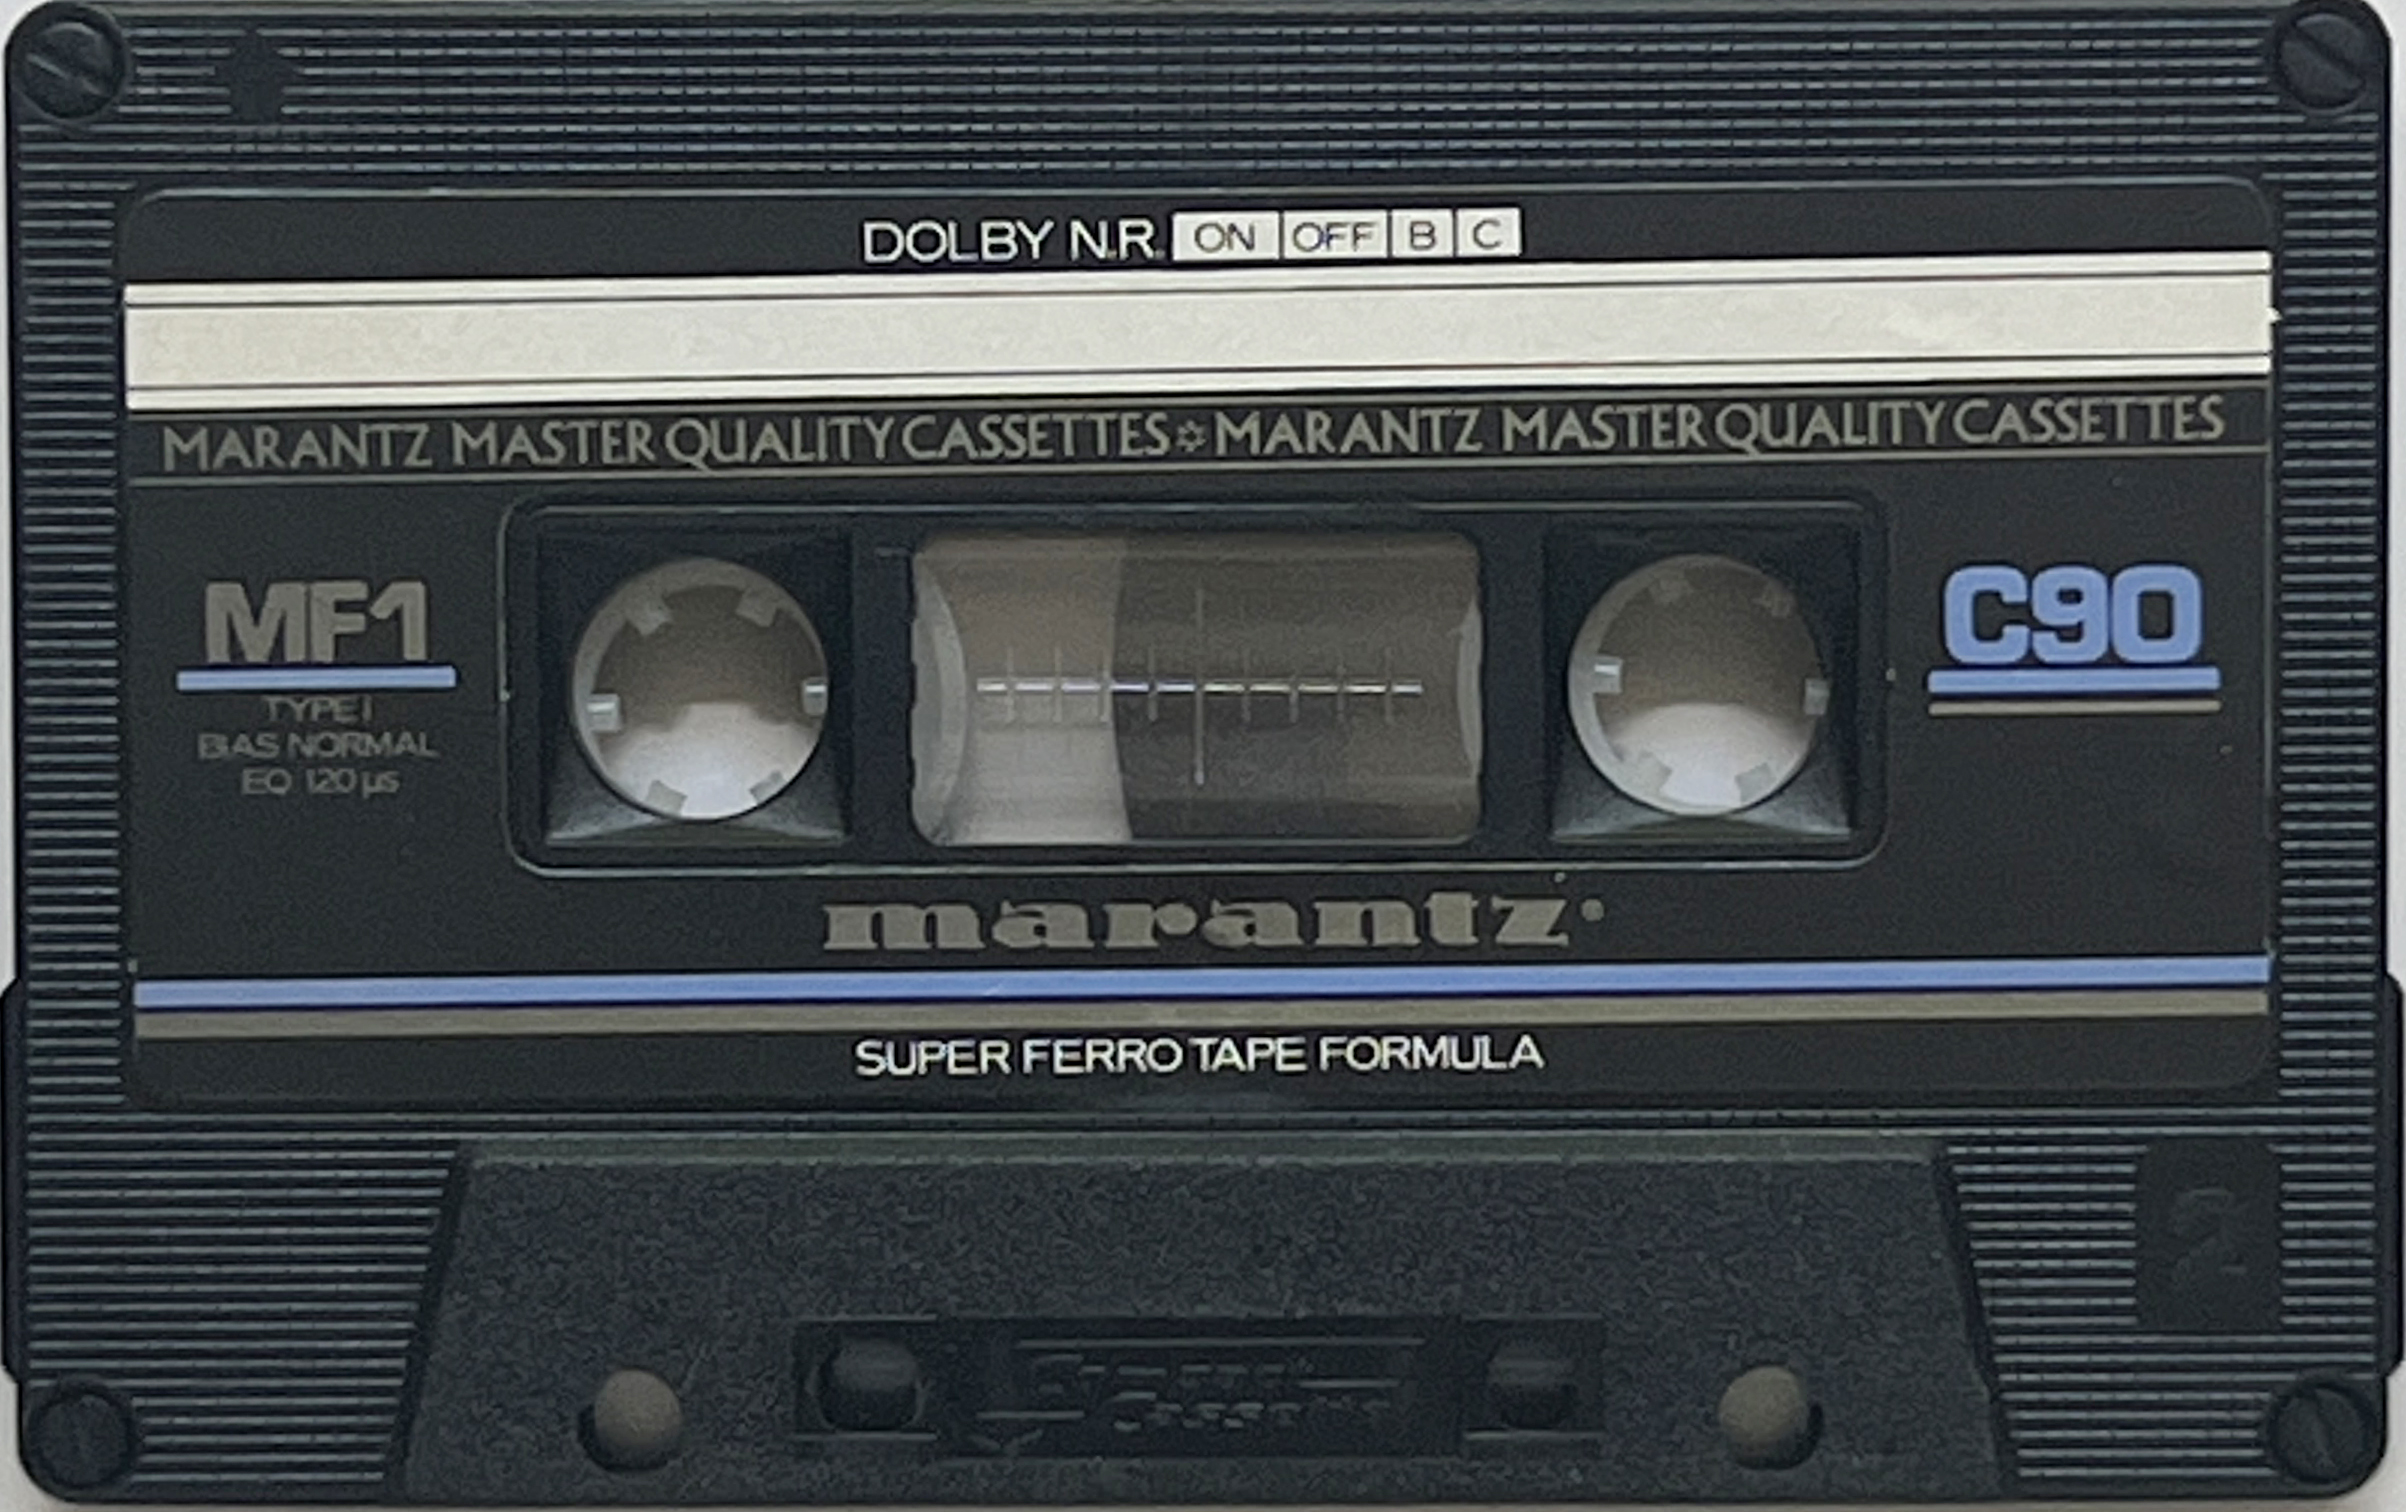 DOLBY N.R. ON OFF B C
MARANTZ MASTER QUALITY CASSETTES ✡ MARANTZ MASTER QUALITY CASSETTES
MF1
TYPE I
BIAS NORMAL
EQ 120 µs
C90
marantz
SUPER FERRO TAPE FORMULA
2